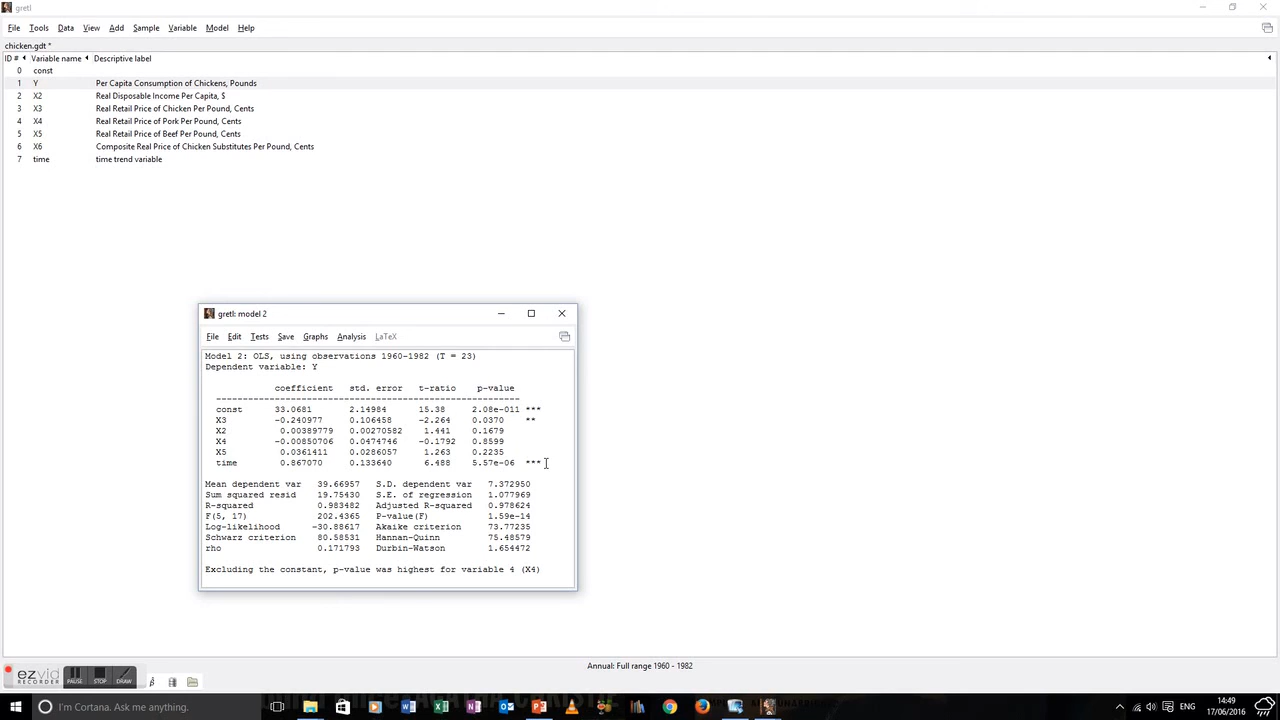 gretl
File Tools Data View Add Sample Variable Model Help
chicken.gdt *
ID # Variable name Descriptive label
0 const
1 Y Per Capita Consumption of Chickens, Pounds
2 X2 Real Disposable Income Per Capita, $
3 X3 Real Retail Price of Chicken Per Pound, Cents
4 X4 Real Retail Price of Pork Per Pound, Cents
5 X5 Real Retail Price of Beef Per Pound, Cents
6 X6 Composite Real Price of Chicken Substitutes Per Pound, Cents
7 time time trend variable
gretl: model 2
File Edit Tests Save Graphs Analysis LaTeX
Model 2: OLS, using observations 1960-1982 (T = 23)
Dependent variable: Y
coefficient std. error t-ratio p-value
const 33.0681 2.14984 15.38 2.08e-011 ***
X3 -0.240977 0.106458 -2.264 0.0370 **
X2 0.00389779 0.00270582 1.441 0.1679
X4 -0.00850706 0.0474746 -0.1792 0.8599
X5 0.0361411 0.0286057 1.263 0.2235
time 0.867070 0.133640 6.488 5.57e-06 ***
Mean dependent var 39.66957 S.D. dependent var 7.372950
Sum squared resid 19.75430 S.E. of regression 1.077969
R-squared 0.983482 Adjusted R-squared 0.978624
F(5, 17) 202.4365 P-value(F) 1.59e-14
Log-likelihood -30.88617 Akaike criterion 73.77235
Schwarz criterion 80.58531 Hannan-Quinn 75.48579
rho 0.171793 Durbin-Watson 1.654472
Excluding the constant, p-value was highest for variable 4 (X4)
Annual: Full range 1960 - 1982
ezvid
RECORDER
PAUSE STOP DRAW
I'm Cortana. Ask me anything.
ENG
14:49
17/06/2016